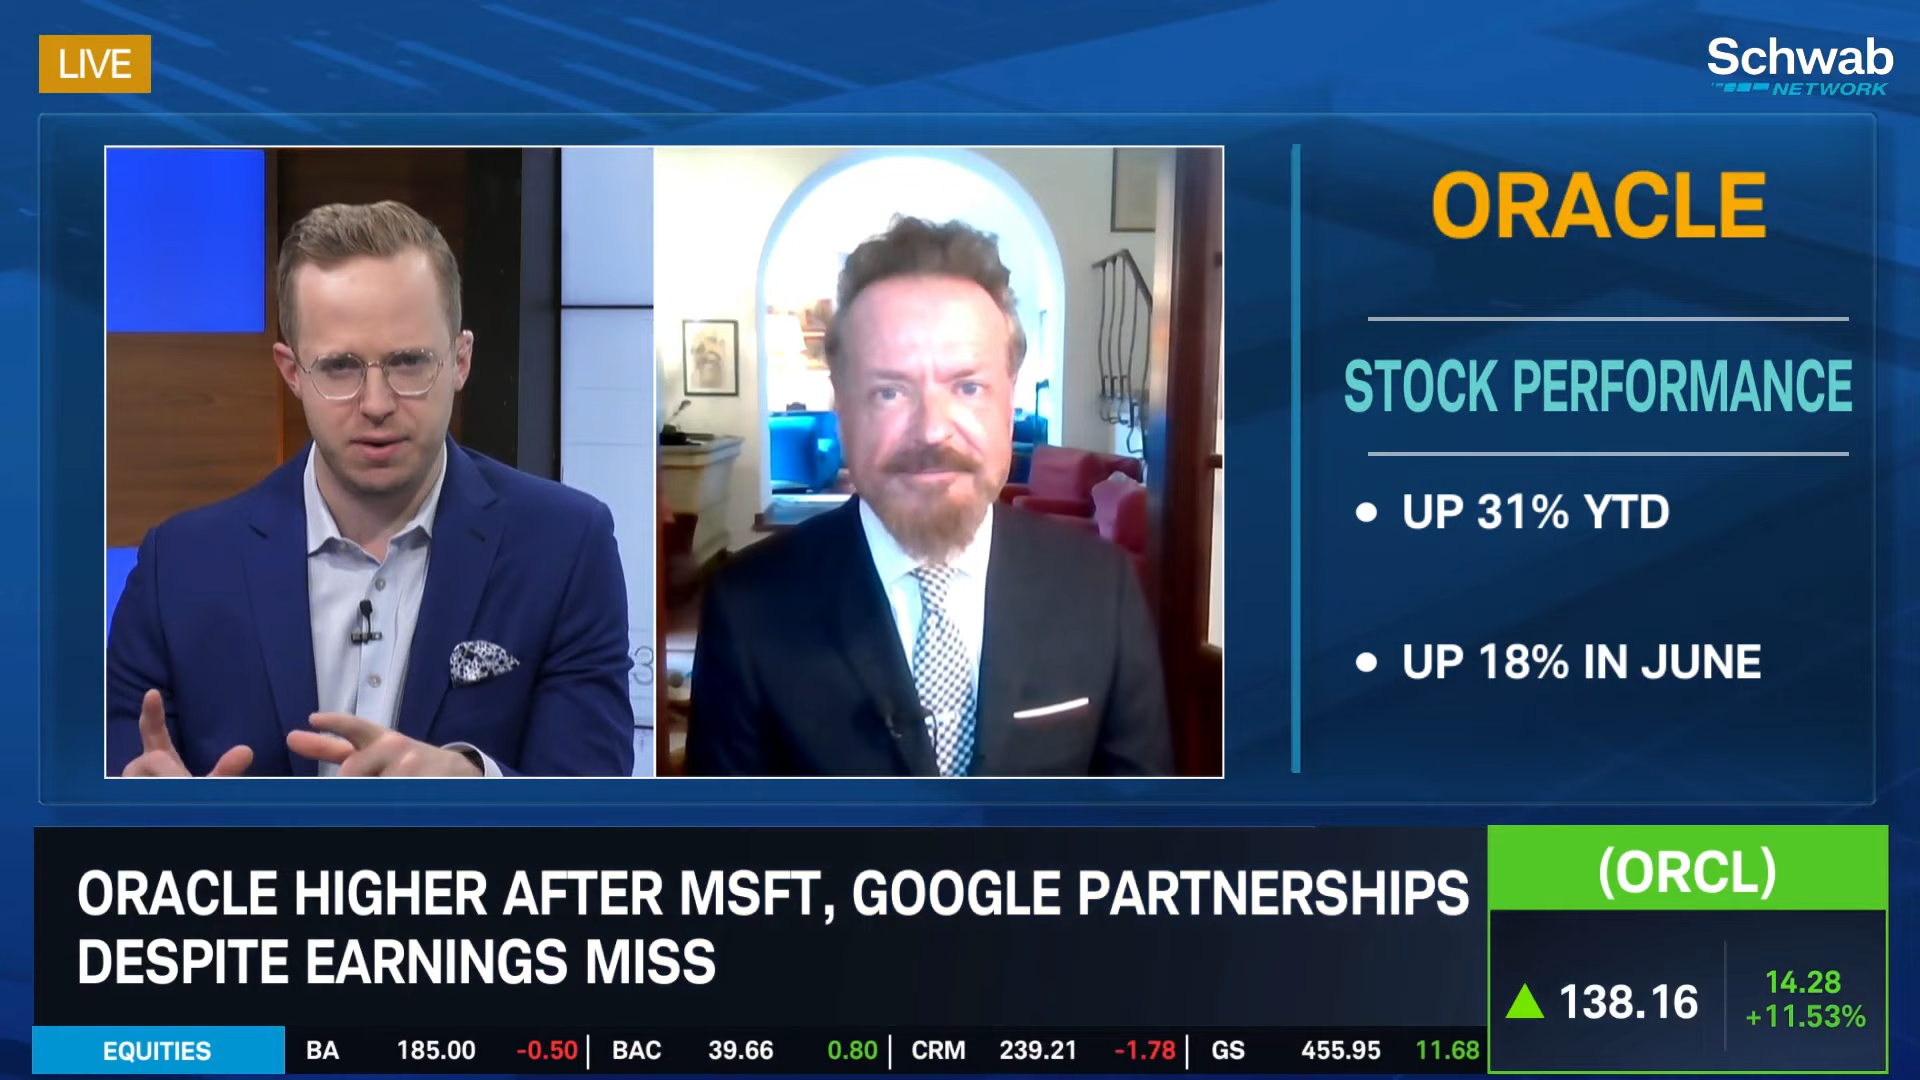 LIVE
Schwab
NETWORK
ORACLE
STOCK PERFORMANCE
• UP 31% YTD
• UP 18% IN JUNE
ORACLE HIGHER AFTER MSFT, GOOGLE PARTNERSHIPS
DESPITE EARNINGS MISS
(ORCL)
▲ 138.16
14.28
+11.53%
EQUITIES
BA 185.00 -0.50 | BAC 39.66 0.80 | CRM 239.21 -1.78 | GS 455.95 11.68